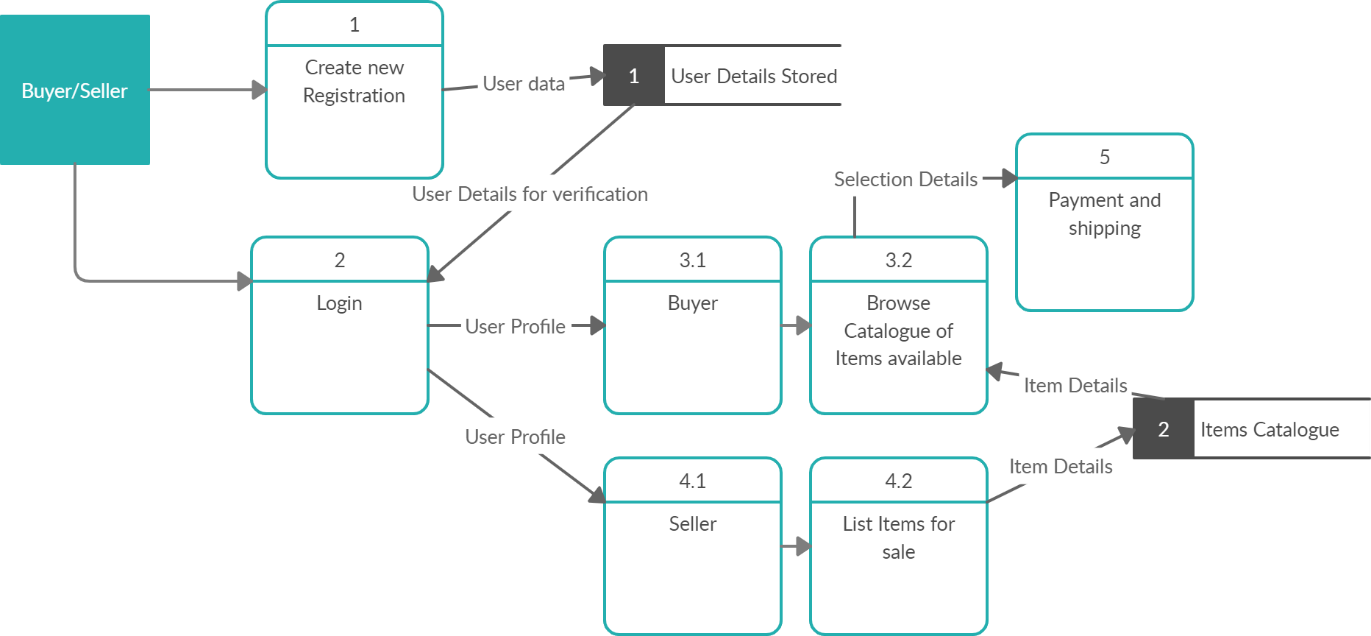 1
Create new
Registration
Buyer/Seller
User data
1
User Details Stored
User Details for verification
Selection Details
5
Payment and
shipping
2
Login
3.1
Buyer
3.2
Browse
Catalogue of
Items available
User Profile
Item Details
User Profile
2
Items Catalogue
Item Details
4.1
Seller
4.2
List Items for
sale